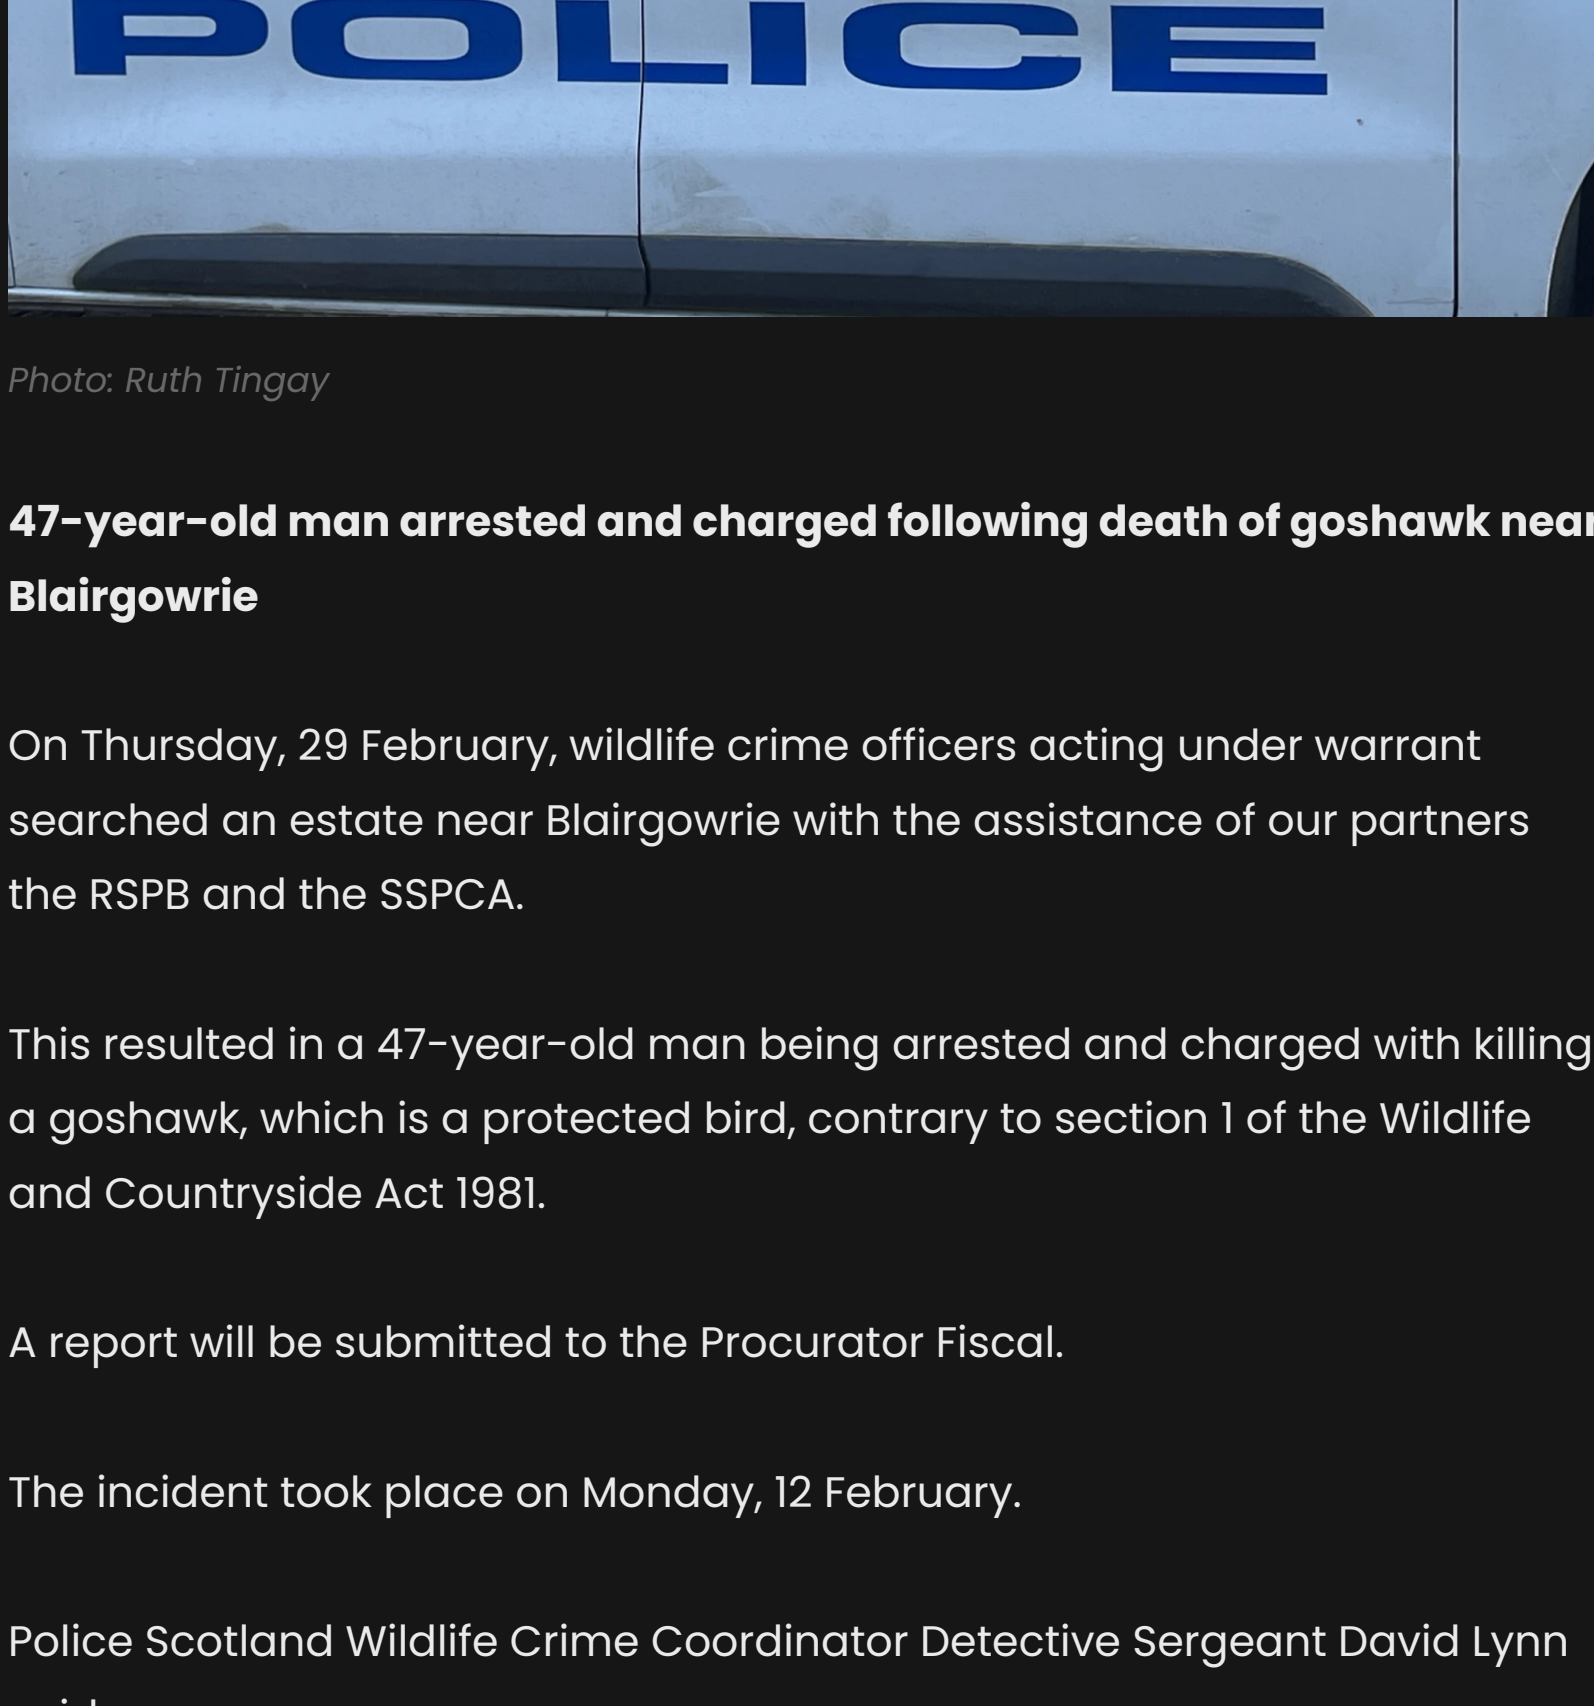 POLICE
Photo: Ruth Tingay
47-year-old man arrested and charged following death of goshawk near
Blairgowrie
On Thursday, 29 February, wildlife crime officers acting under warrant
searched an estate near Blairgowrie with the assistance of our partners
the RSPB and the SSPCA.
This resulted in a 47-year-old man being arrested and charged with killing
a goshawk, which is a protected bird, contrary to section 1 of the Wildlife
and Countryside Act 1981.
A report will be submitted to the Procurator Fiscal.
The incident took place on Monday, 12 February.
Police Scotland Wildlife Crime Coordinator Detective Sergeant David Lynn